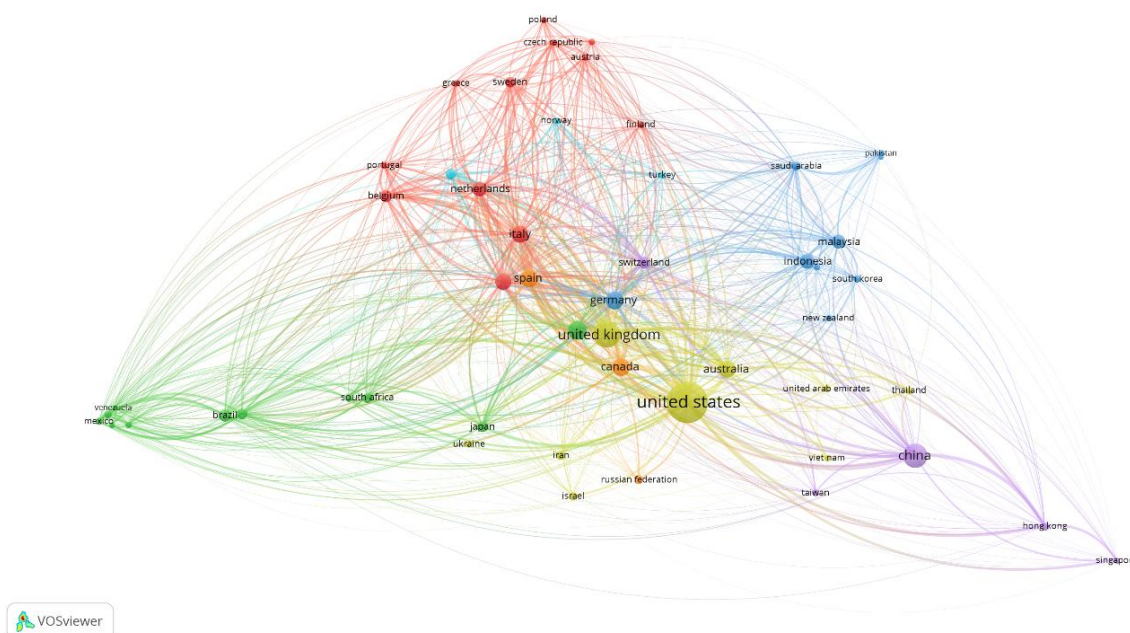 poland
czech republic
austria
greece
sweden
norway
finland
pakistan
saudi arabia
portugal
turkey
netherlands
belgium
italy
malaysia
switzerland
indonesia
spain
south korea
germany
new zealand
united kingdom
canada
australia
united arab emirates
thailand
south africa
united states
venezuela
brazil
mexico
japan
ukraine
iran
viet nam
china
russian federation
israel
taiwan
hong kong
singapor
VOSviewer